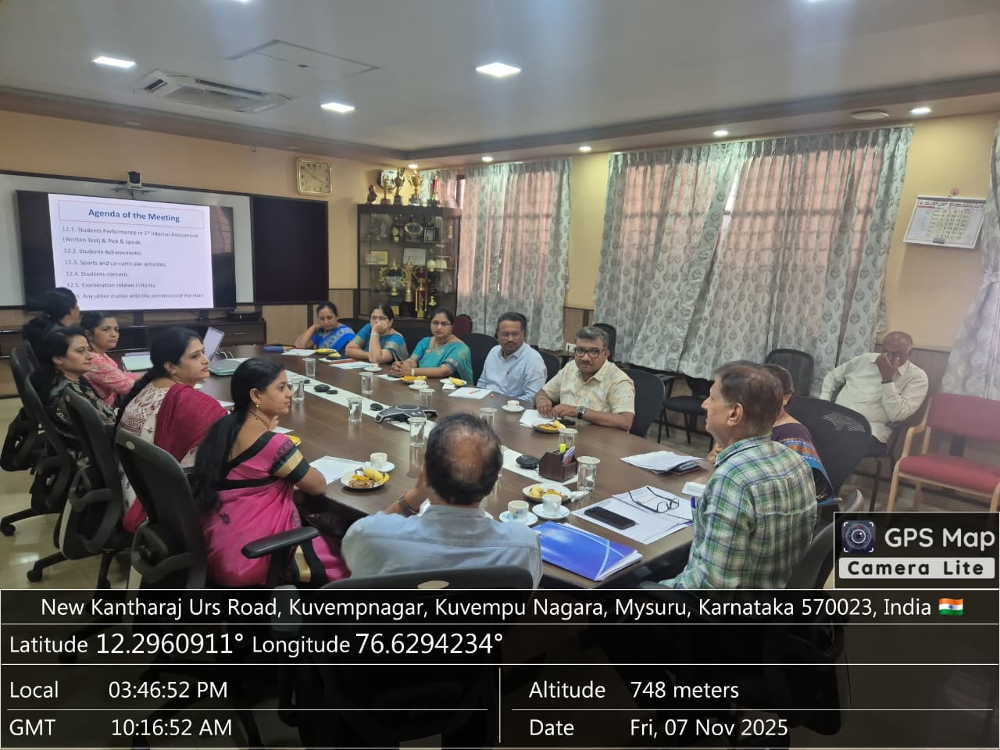 Agenda of the Meeting
12.1. Students Performance in 1st Internal Assessment
(Written Test) & Pick & speak.
12.2. Students Achievements.
12.3. Sports and co-curricular activities.
12.4. Students concern.
12.5. Examination related irritants.
Any other matter with the permission of the chair
GPS Map
Camera Lite
New Kantharaj Urs Road, Kuvempnagar, Kuvempu Nagara, Mysuru, Karnataka 570023, India
Latitude 12.2960911° Longitude 76.6294234°
Local 03:46:52 PM
GMT 10:16:52 AM
Altitude 748 meters
Date Fri, 07 Nov 2025